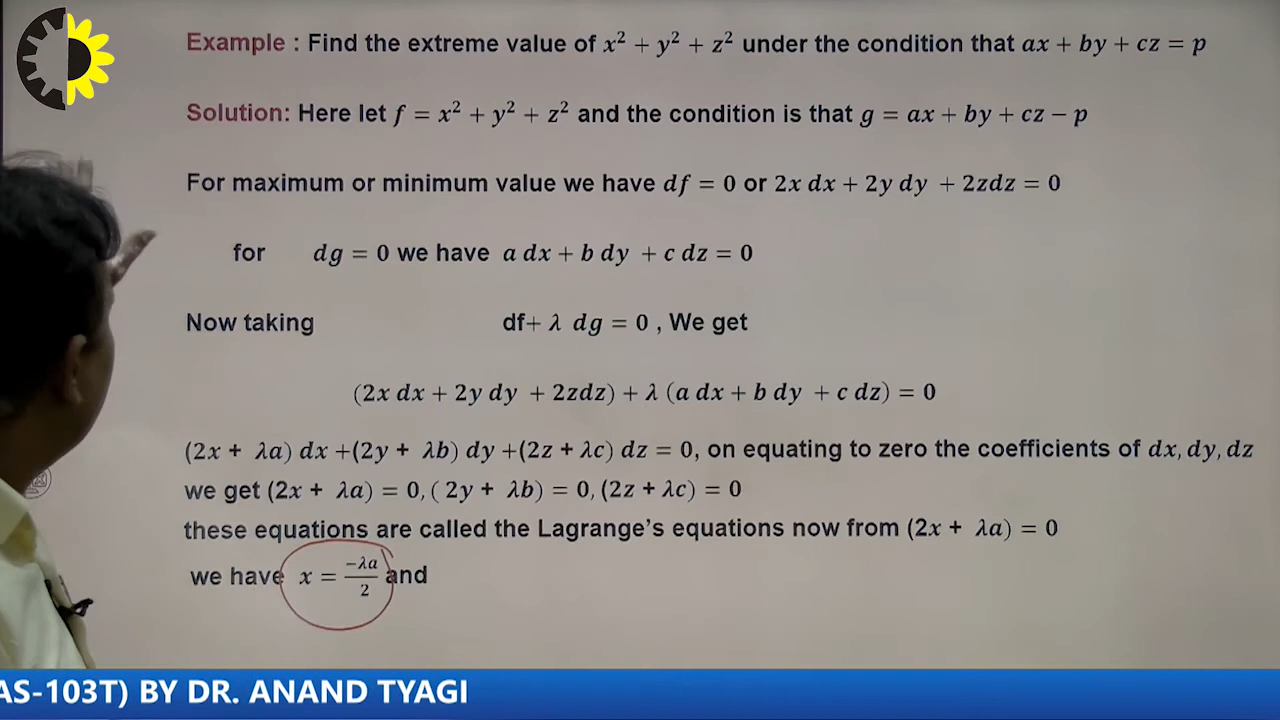 Example : Find the extreme value of x² + y² + z² under the condition that ax + by + cz = p
Solution: Here let f = x² + y² + z² and the condition is that g = ax + by + cz − p
For maximum or minimum value we have df = 0 or 2x dx + 2y dy + 2zdz = 0
for dg = 0 we have a dx + b dy + c dz = 0
Now taking df+ λ dg = 0 , We get
(2x dx + 2y dy + 2zdz) + λ (a dx + b dy + c dz) = 0
(2x + λa) dx +(2y + λb) dy +(2z + λc) dz = 0, on equating to zero the coefficients of dx, dy, dz
we get (2x + λa) = 0, ( 2y + λb) = 0, (2z + λc) = 0
these equations are called the Lagrange's equations now from (2x + λa) = 0
we have x = −λa/2 and
AS-103T) BY DR. ANAND TYAGI